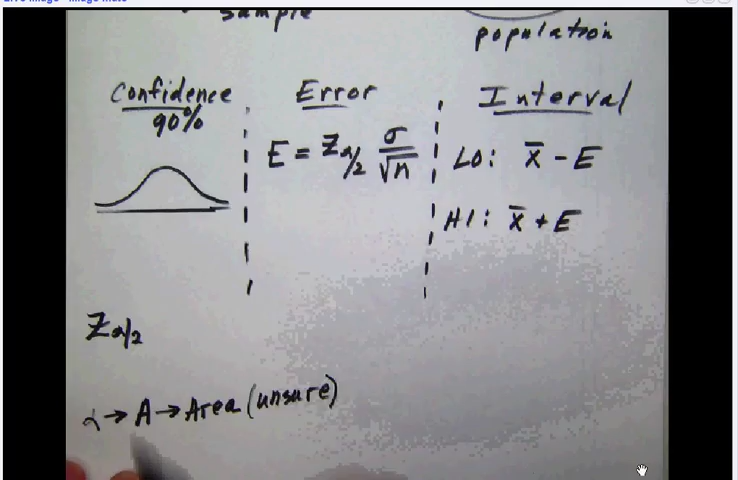 sample
population
Confidence
90%
Error
E = Zα/2 σ/√n
Interval
LO: x̄ - E
HI: x̄ + E
Zα/2
α → A → Area (unsure)